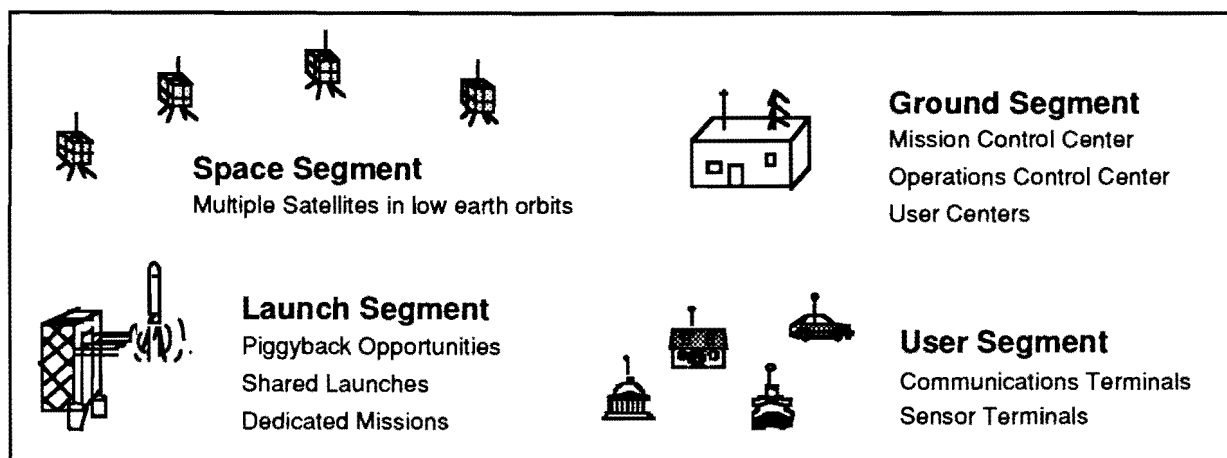 Space Segment
Multiple Satellites in low earth orbits
Ground Segment
Mission Control Center
Operations Control Center
User Centers
Launch Segment
Piggyback Opportunities
Shared Launches
Dedicated Missions
User Segment
Communications Terminals
Sensor Terminals